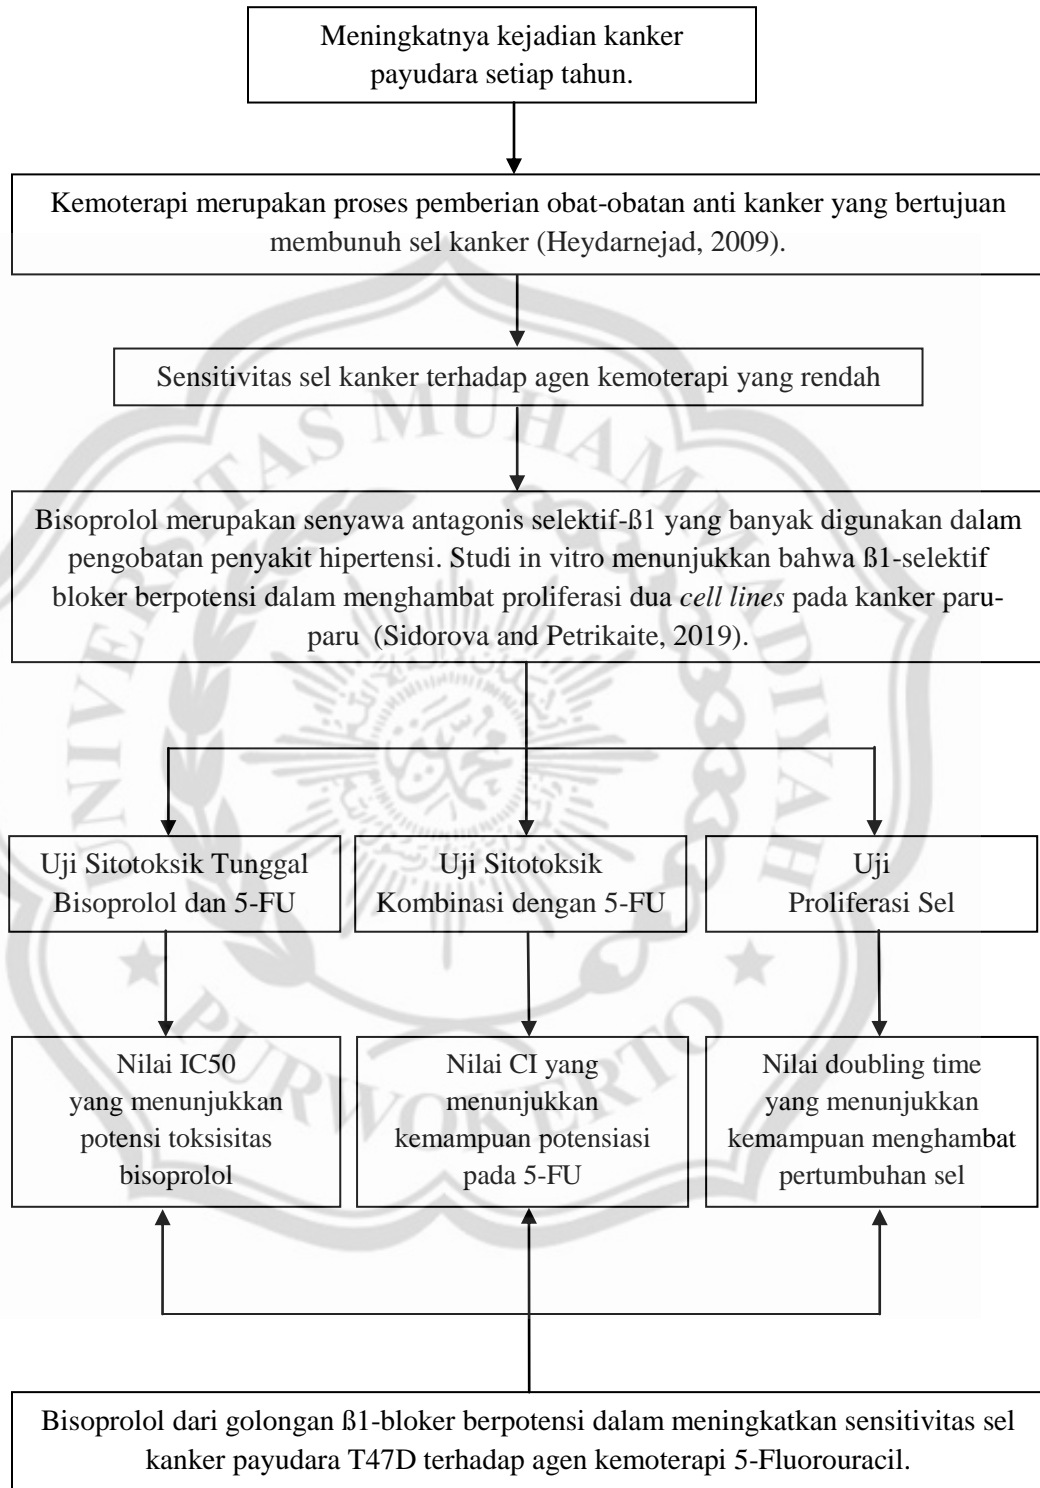 Meningkatnya kejadian kanker
payudara setiap tahun.
Kemoterapi merupakan proses pemberian obat-obatan anti kanker yang bertujuan
membunuh sel kanker (Heydarnejad, 2009).
Sensitivitas sel kanker terhadap agen kemoterapi yang rendah
Bisoprolol merupakan senyawa antagonis selektif-ß1 yang banyak digunakan dalam
pengobatan penyakit hipertensi. Studi in vitro menunjukkan bahwa ß1-selektif
bloker berpotensi dalam menghambat proliferasi dua cell lines pada kanker paru-
paru  (Sidorova and Petrikaite, 2019).
Uji Sitotoksik Tunggal
Bisoprolol dan 5-FU
Uji Sitotoksik
Kombinasi dengan 5-FU
Uji
Proliferasi Sel
Nilai IC50
yang menunjukkan
potensi toksisitas
bisoprolol
Nilai CI yang
menunjukkan
kemampuan potensiasi
pada 5-FU
Nilai doubling time
yang menunjukkan
kemampuan menghambat
pertumbuhan sel
Bisoprolol dari golongan ß1-bloker berpotensi dalam meningkatkan sensitivitas sel
kanker payudara T47D terhadap agen kemoterapi 5-Fluorouracil.
UNIVERSITAS MUHAMMADIYAH
PURWOKERTO